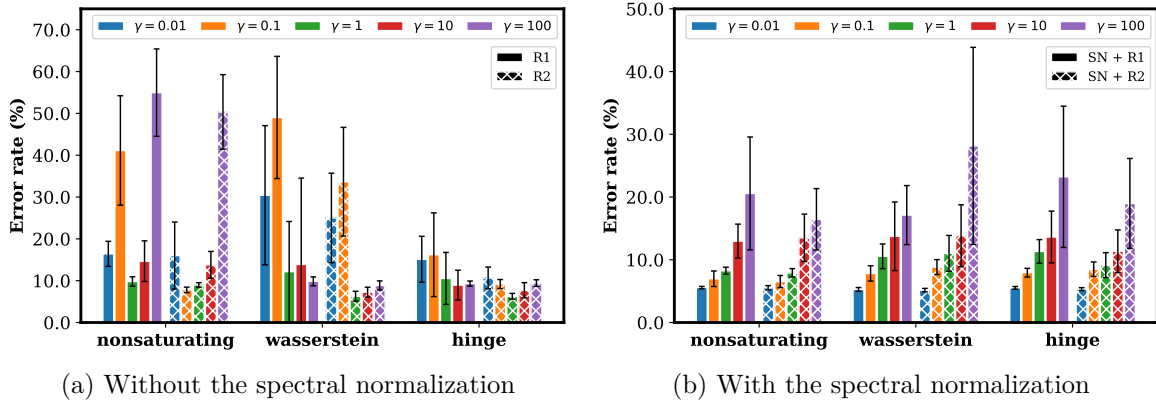 γ = 0.01 γ = 0.1 γ = 1 γ = 10 γ = 100
R1
R2
Error rate (%)
70.0
60.0
50.0
40.0
30.0
20.0
10.0
0.0
nonsaturating wasserstein hinge
(a) Without the spectral normalization
γ = 0.01 γ = 0.1 γ = 1 γ = 10 γ = 100
SN + R1
SN + R2
Error rate (%)
50.0
40.0
30.0
20.0
10.0
0.0
nonsaturating wasserstein hinge
(b) With the spectral normalization